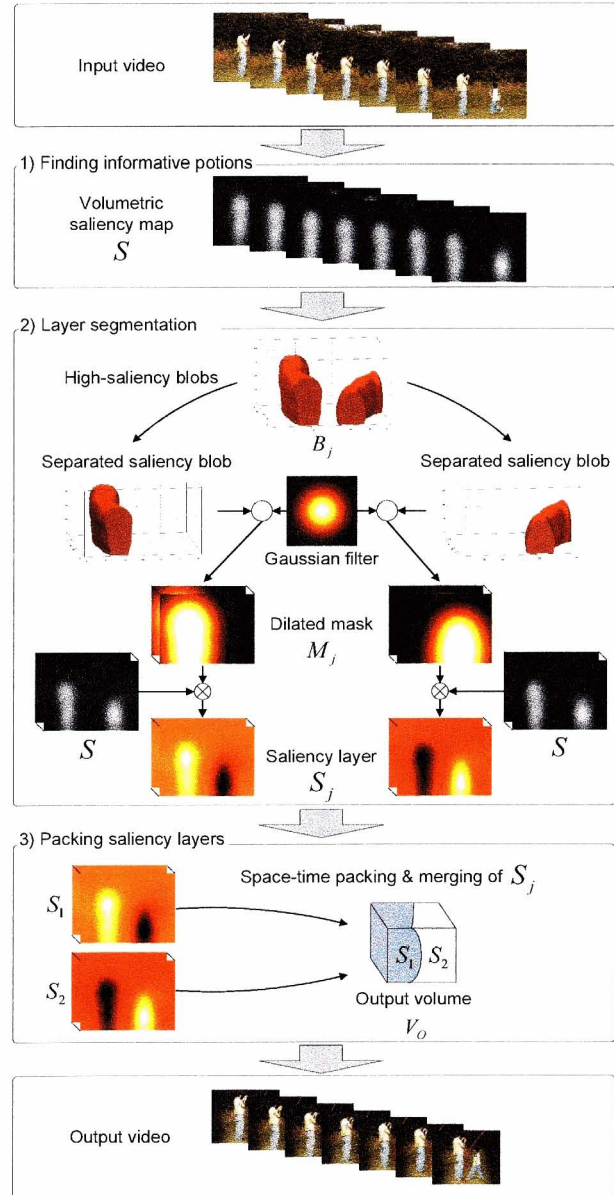 Input video
1) Finding informative potions
Volumetric
saliency map
S
2) Layer segmentation
High-saliency blobs
B_j
Separated saliency blob
Separated saliency blob
Gaussian filter
Dilated mask
M_j
S
S
Saliency layer
S_j
3) Packing saliency layers
Space-time packing & merging of S_j
S_1
S_1 S_2
S_2
Output volume
V_O
Output video